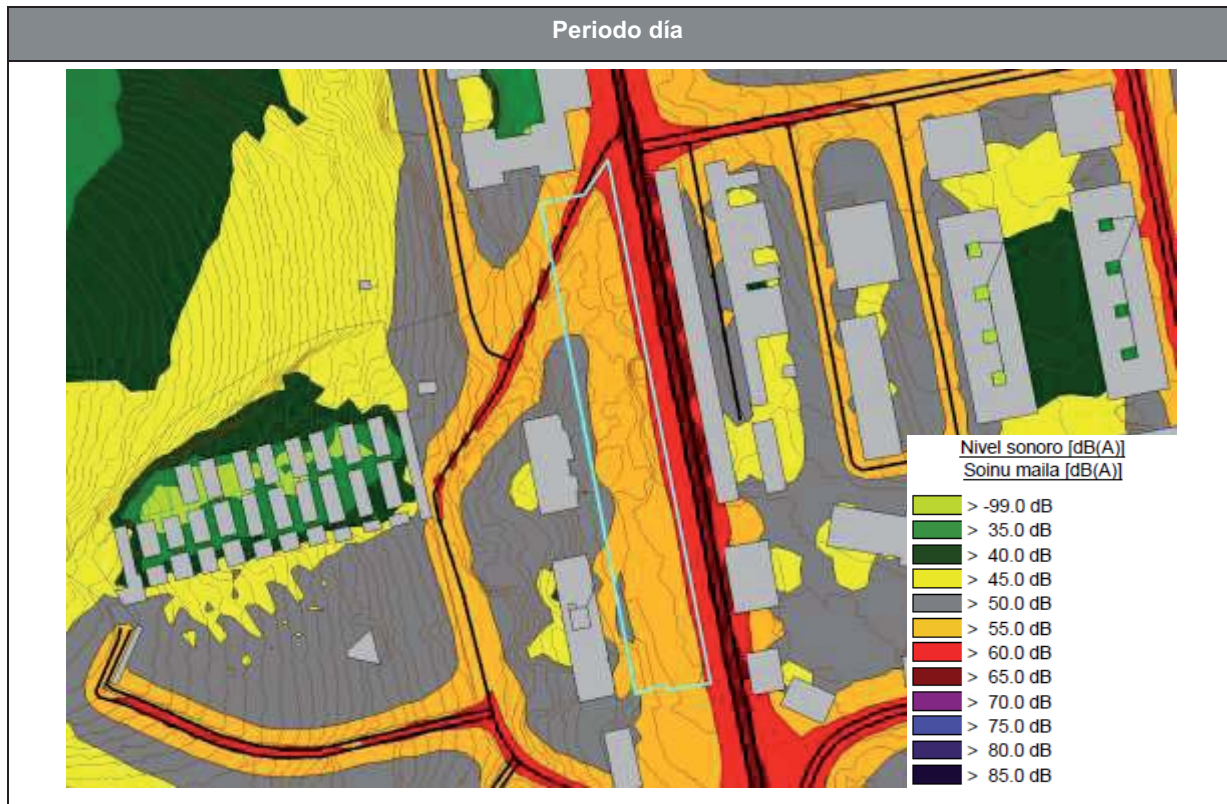 Periodo día
Nivel sonoro [dB(A)]
Soinu maila [dB(A)]
> -99.0 dB
> 35.0 dB
> 40.0 dB
> 45.0 dB
> 50.0 dB
> 55.0 dB
> 60.0 dB
> 65.0 dB
> 70.0 dB
> 75.0 dB
> 80.0 dB
> 85.0 dB